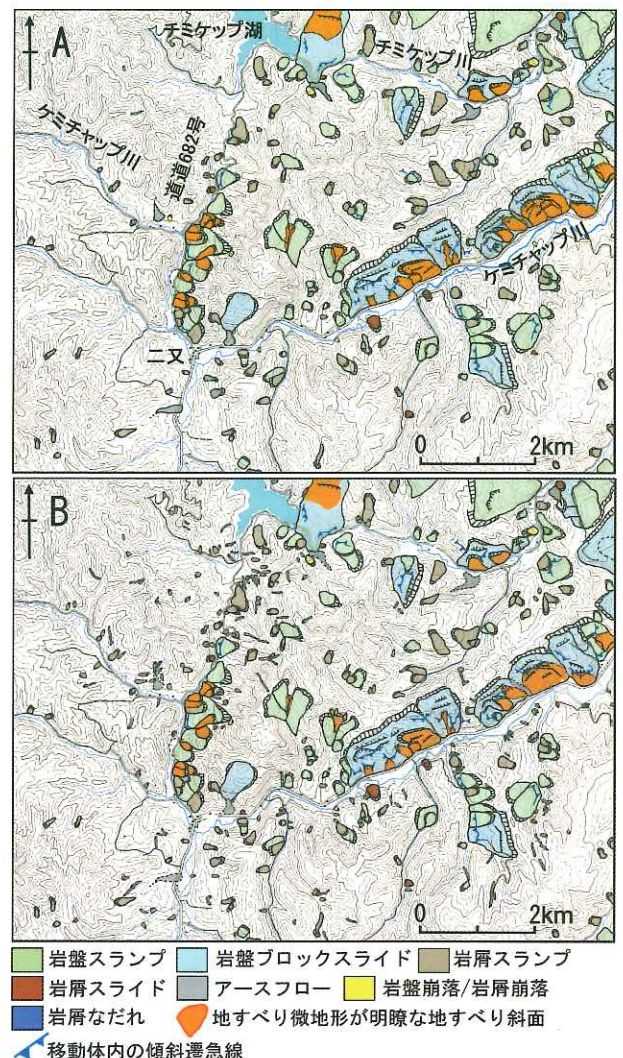 A
チミケップ湖
チミケップ川
ケミチャップ川
道道682号
ケミチャップ川
二又
0 2km
B
0 2km
岩盤スランプ 岩盤ブロックスライド 岩屑スランプ
岩屑スライド アースフロー 岩盤崩落/岩屑崩落
岩屑なだれ 地すべり微地形が明瞭な地すべり斜面
移動体内の傾斜遷急線